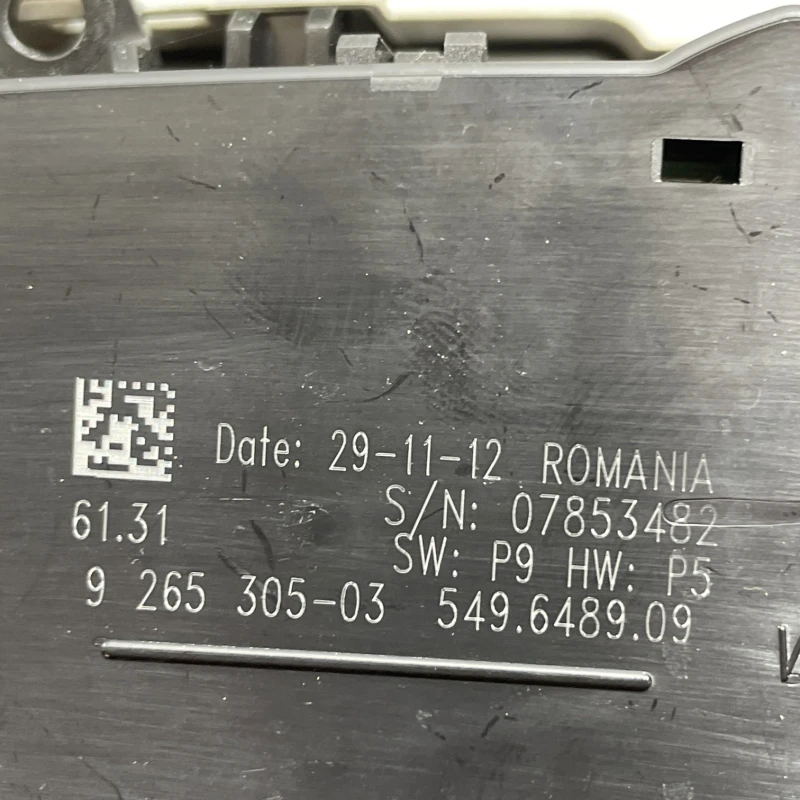 Date: 29-11-12 ROMANIA
61.31 S/N: 07853482
SW: P9 HW: P5
9 265 305-03 549.6489.09